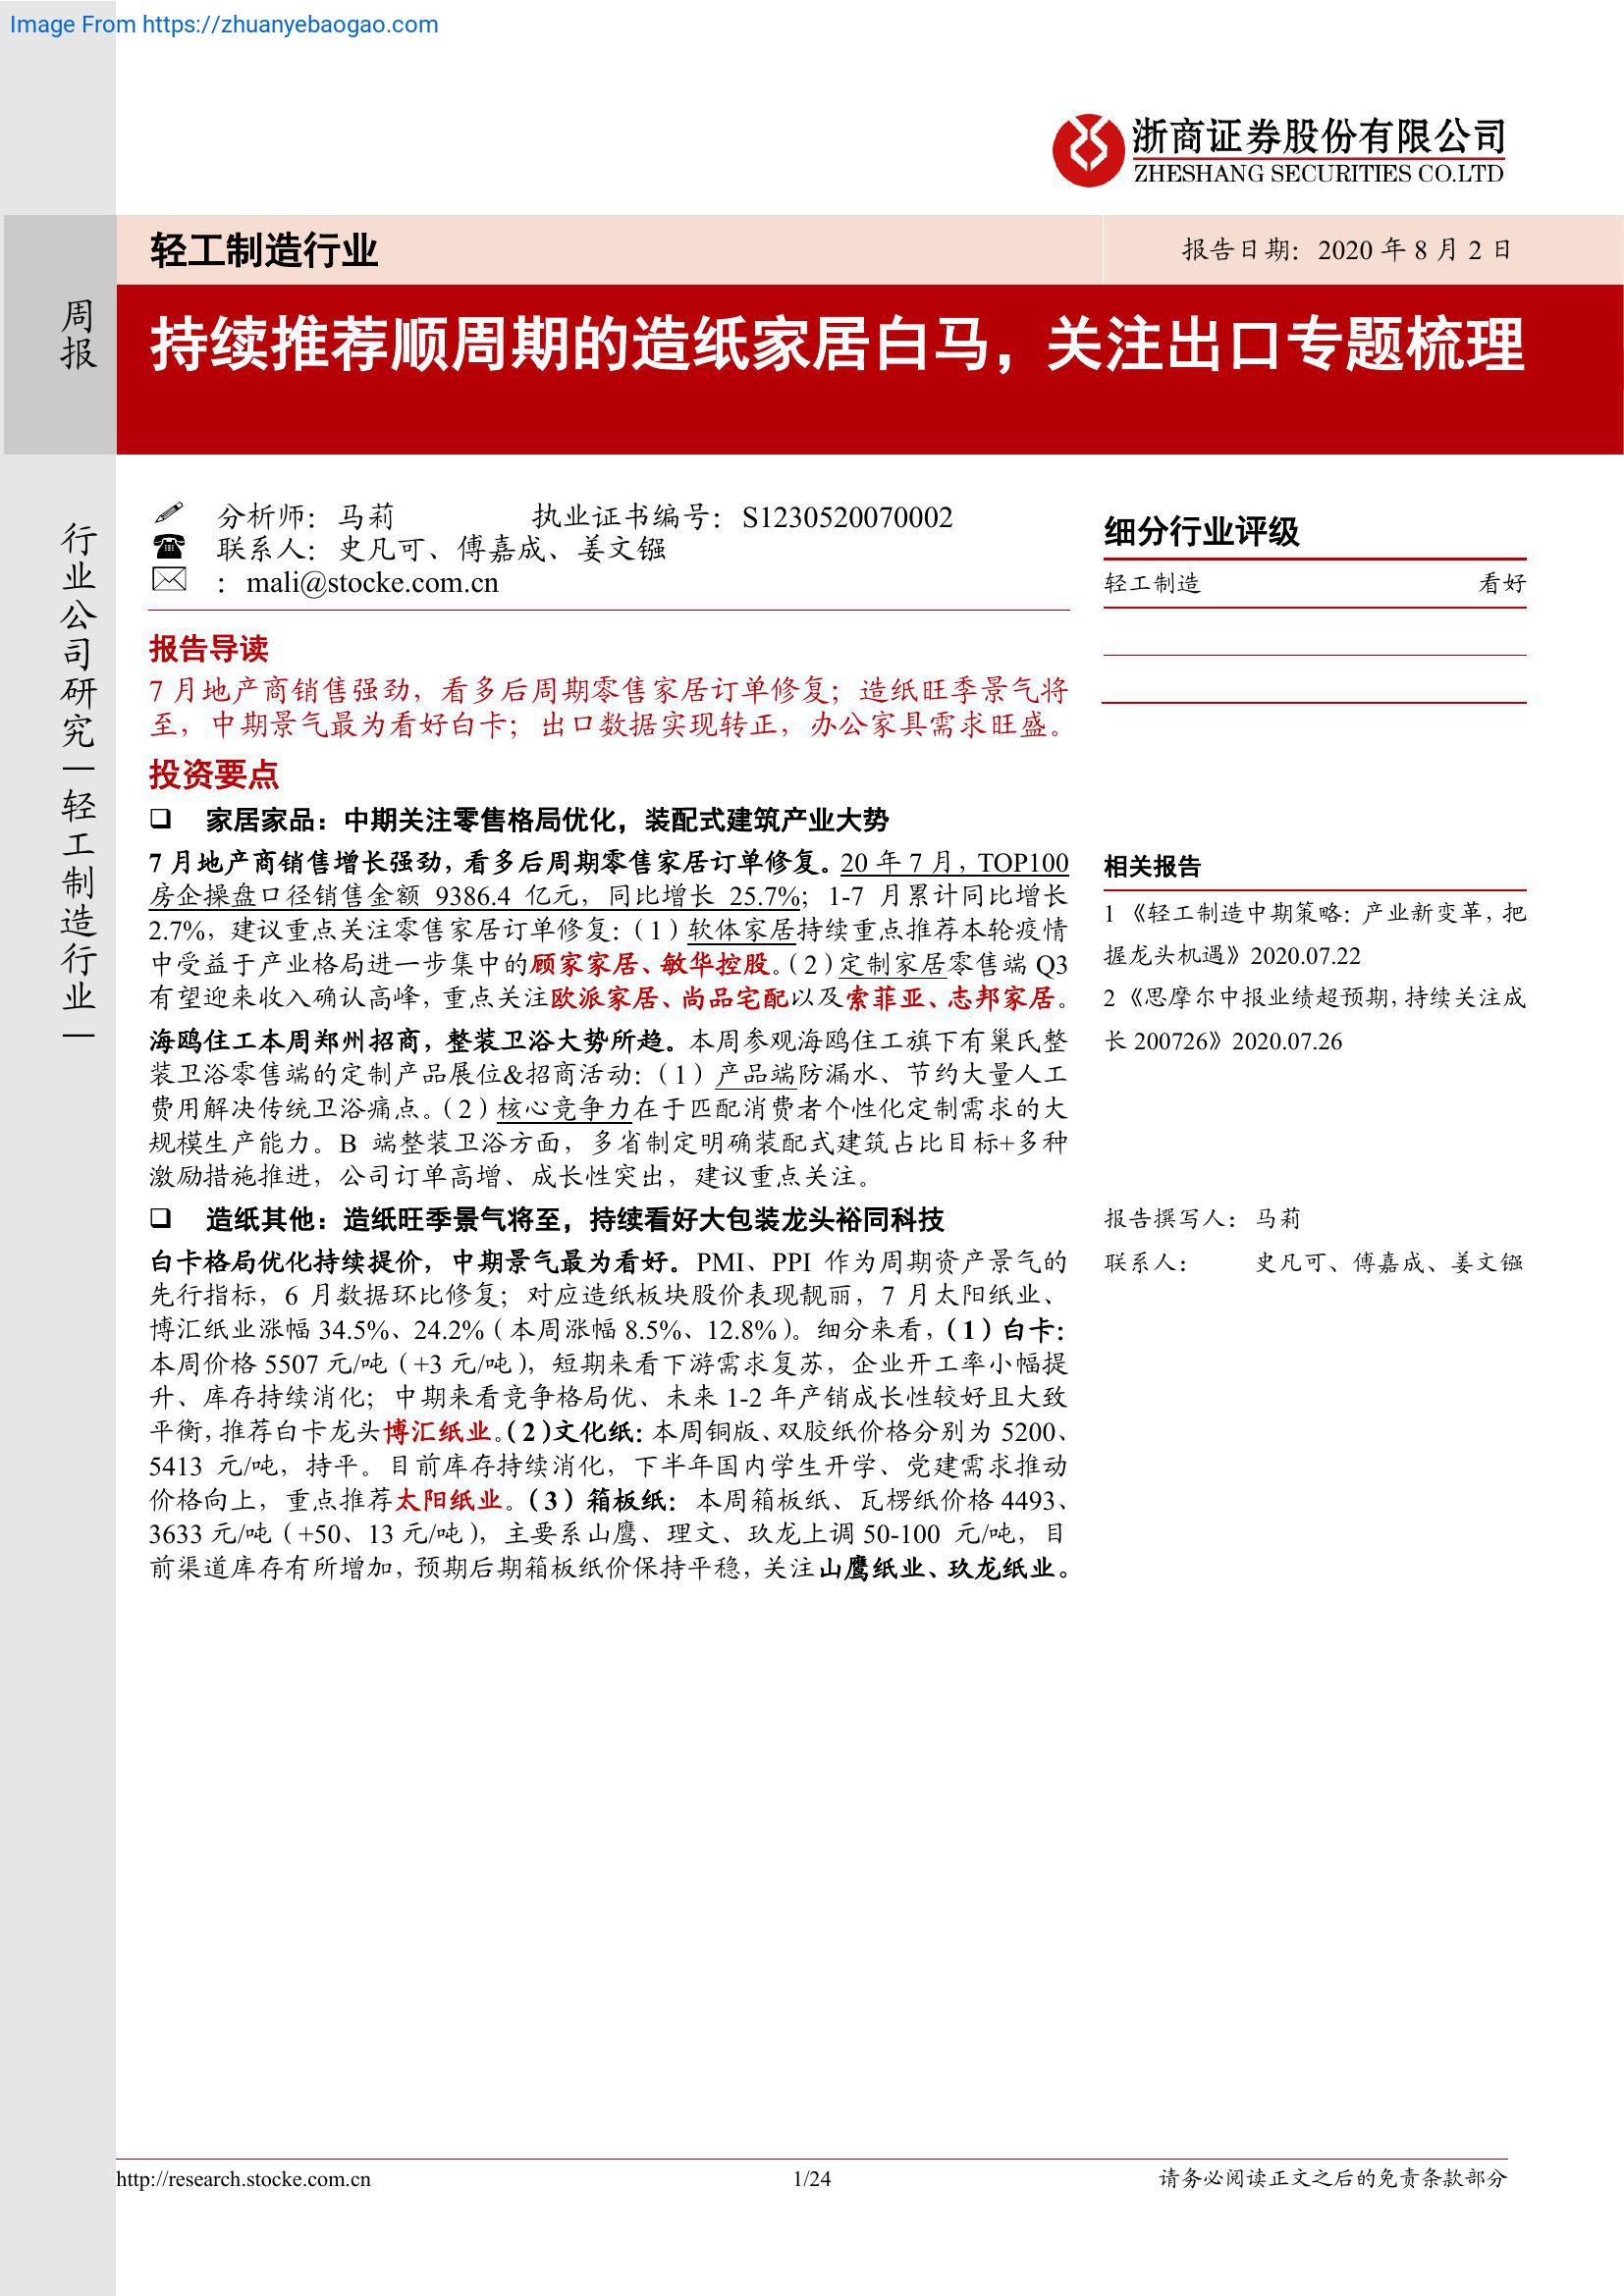 Image From https://zhuanyebaogao.com
浙商证券股份有限公司
ZHESHANG SECURITIES CO.LTD
轻工制造行业
报告日期：2020 年 8 月 2 日
周报
持续推荐顺周期的造纸家居白马，关注出口专题梳理
行业公司研究|轻工制造行业|
分析师：马莉 执业证书编号：S1230520070002
联系人：史凡可、傅嘉成、姜文镪
：mali@stocke.com.cn
报告导读
7 月地产商销售强劲，看多后周期零售家居订单修复；造纸旺季景气将
至，中期景气最为看好白卡；出口数据实现转正，办公家具需求旺盛。
投资要点
❑ 家居家品：中期关注零售格局优化，装配式建筑产业大势
7 月地产商销售增长强劲，看多后周期零售家居订单修复。20 年 7 月，TOP100
房企操盘口径销售金额 9386.4 亿元，同比增长 25.7%；1-7 月累计同比增长
2.7%，建议重点关注零售家居订单修复：（1）软体家居持续重点推荐本轮疫情
中受益于产业格局进一步集中的顾家家居、敏华控股。（2）定制家居零售端 Q3
有望迎来收入确认高峰，重点关注欧派家居、尚品宅配以及索菲亚、志邦家居。
海鸥住工本周郑州招商，整装卫浴大势所趋。本周参观海鸥住工旗下有巢氏整
装卫浴零售端的定制产品展位&招商活动：（1）产品端防漏水、节约大量人工
费用解决传统卫浴痛点。（2）核心竞争力在于匹配消费者个性化定制需求的大
规模生产能力。B 端整装卫浴方面，多省制定明确装配式建筑占比目标+多种
激励措施推进，公司订单高增、成长性突出，建议重点关注。
❑ 造纸其他：造纸旺季景气将至，持续看好大包装龙头裕同科技
白卡格局优化持续提价，中期景气最为看好。PMI、PPI 作为周期资产景气的
先行指标，6 月数据环比修复；对应造纸板块股价表现靓丽，7 月太阳纸业、
博汇纸业涨幅 34.5%、24.2%（本周涨幅 8.5%、12.8%）。细分来看，（1）白卡：
本周价格 5507 元/吨（+3 元/吨），短期来看下游需求复苏，企业开工率小幅提
升、库存持续消化；中期来看竞争格局优、未来 1-2 年产销成长性较好且大致
平衡，推荐白卡龙头博汇纸业。（2）文化纸：本周铜版、双胶纸价格分别为 5200、
5413 元/吨，持平。目前库存持续消化，下半年国内学生开学、党建需求推动
价格向上，重点推荐太阳纸业。（3）箱板纸：本周箱板纸、瓦楞纸价格 4493、
3633 元/吨（+50、13 元/吨），主要系山鹰、理文、玖龙上调 50-100 元/吨，目
前渠道库存有所增加，预期后期箱板纸价保持平稳，关注山鹰纸业、玖龙纸业。
细分行业评级
轻工制造 看好
相关报告
1《轻工制造中期策略：产业新变革，把
握龙头机遇》2020.07.22
2《思摩尔中报业绩超预期，持续关注成
长 200726》2020.07.26
报告撰写人：马莉
联系人： 史凡可、傅嘉成、姜文镪
http://research.stocke.com.cn
1/24
请务必阅读正文之后的免责条款部分